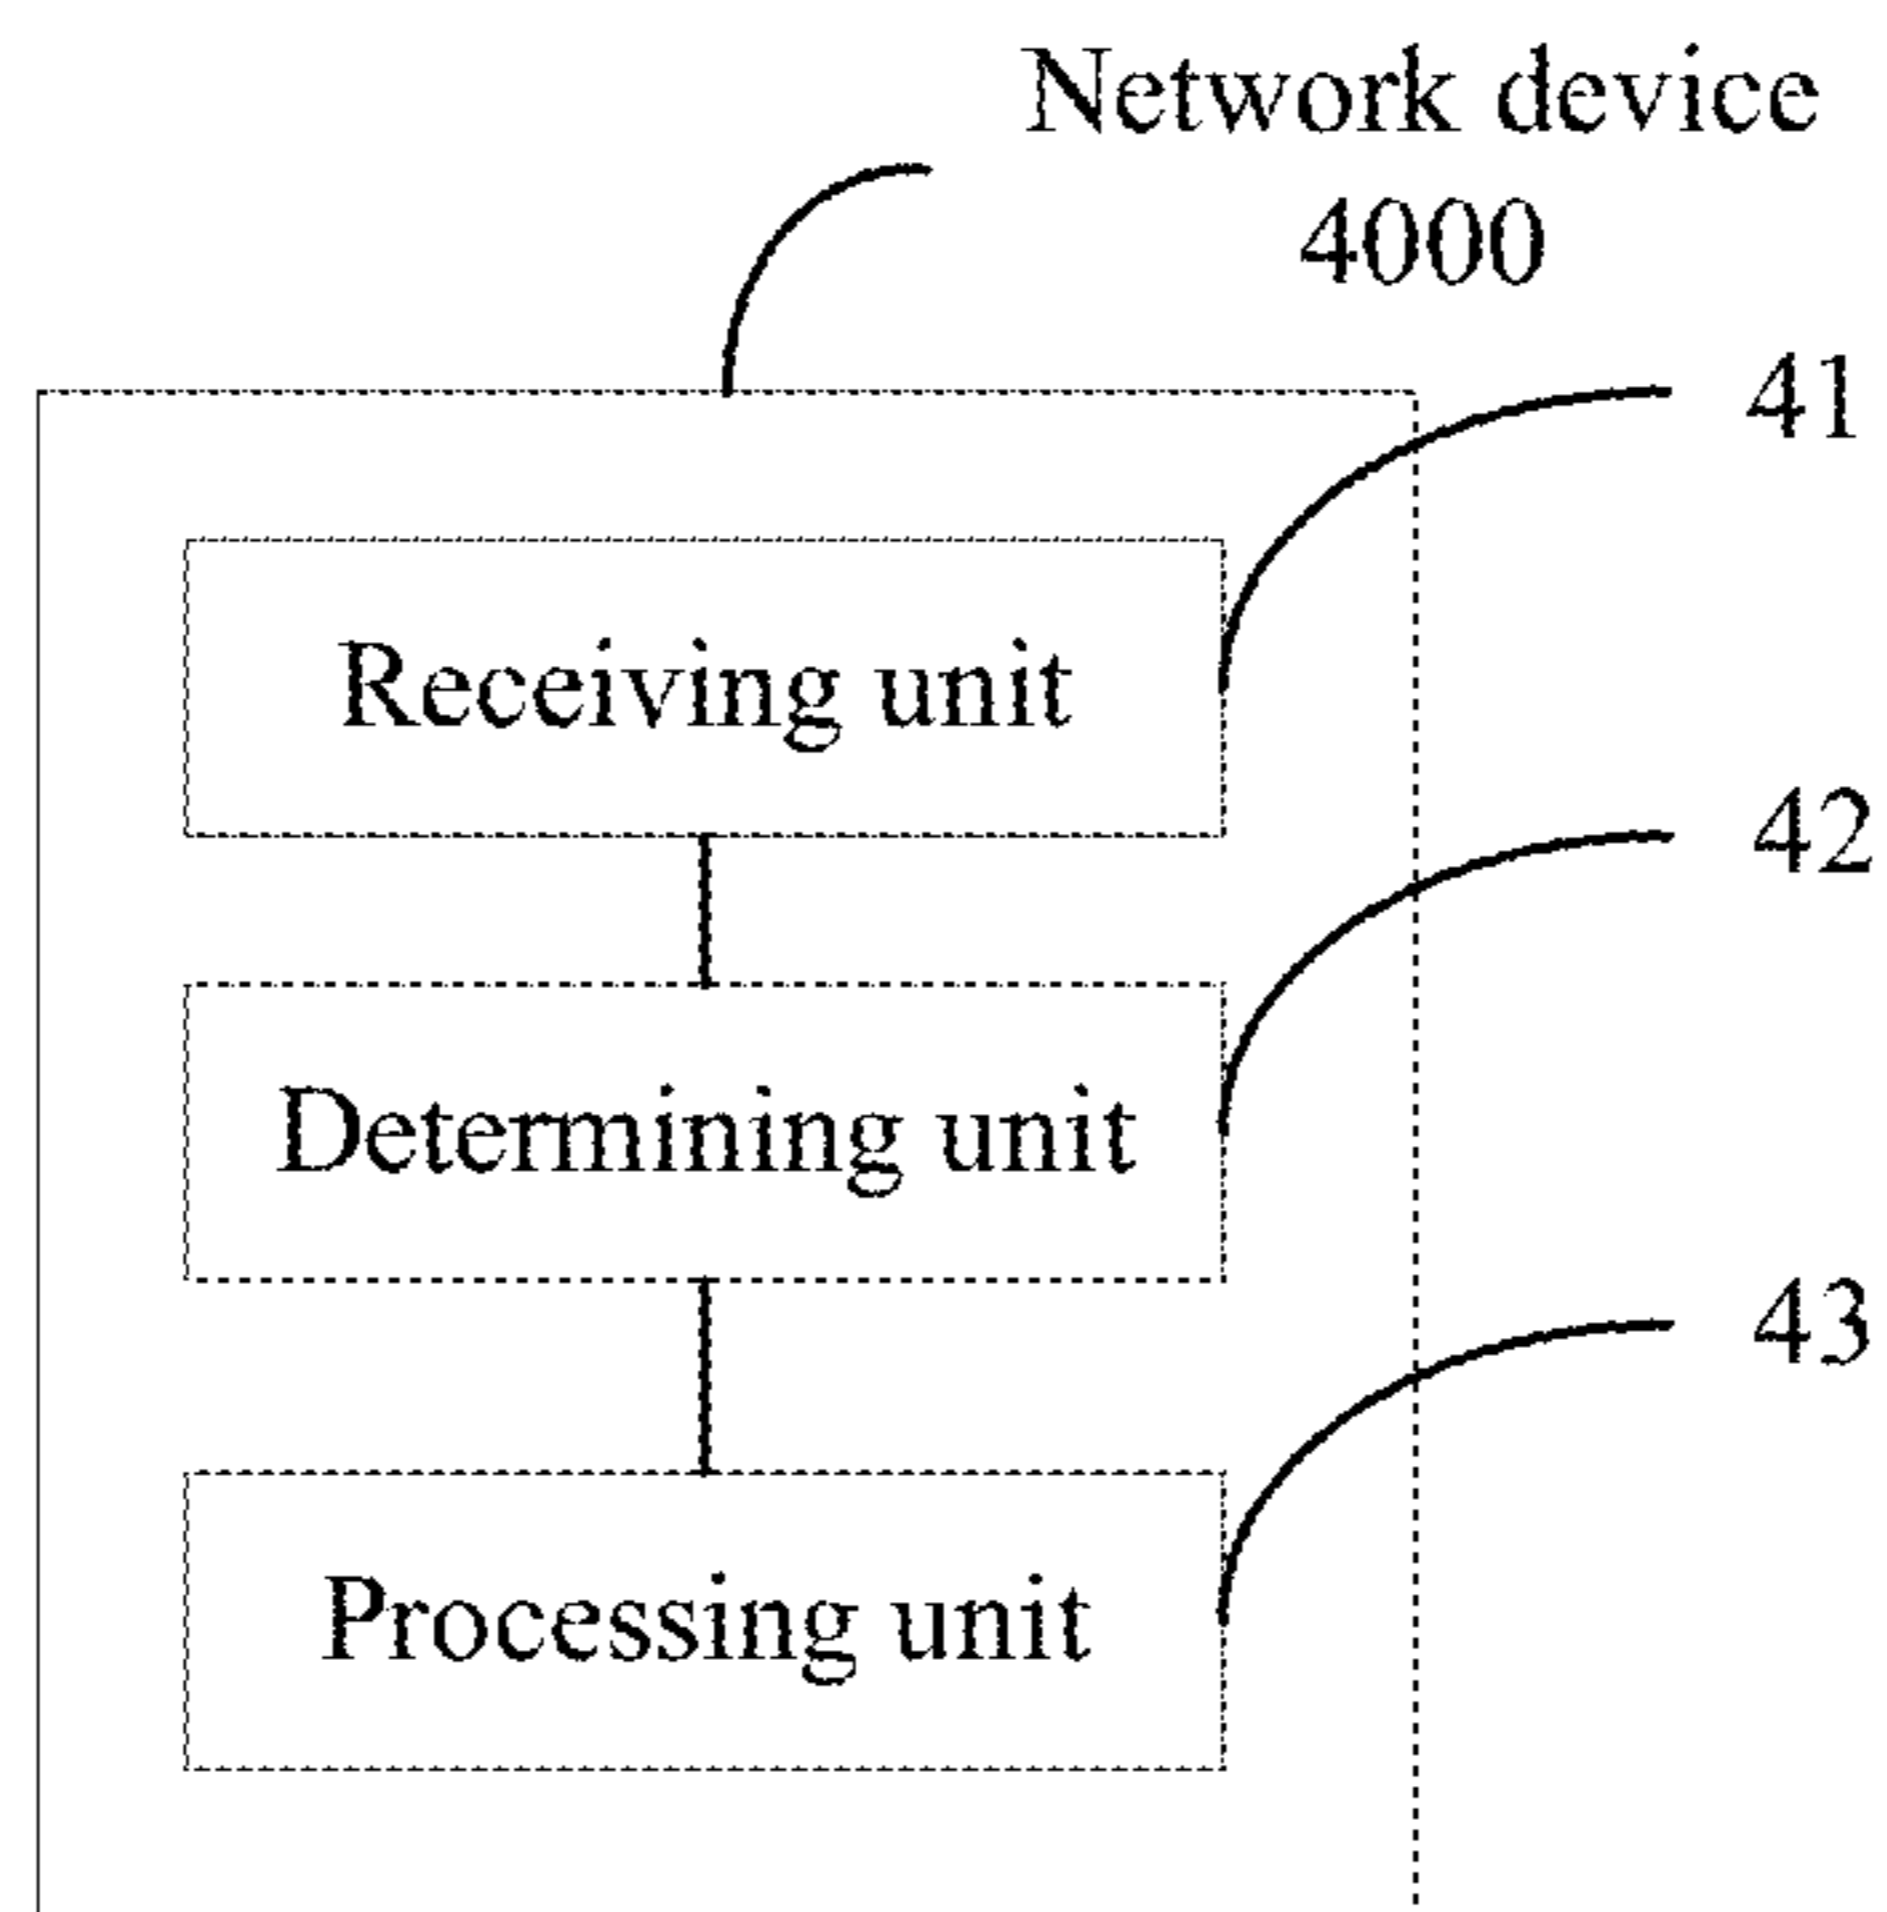 Network device
4000
41
Receiving unit
42
Determining unit
43
Processing unit